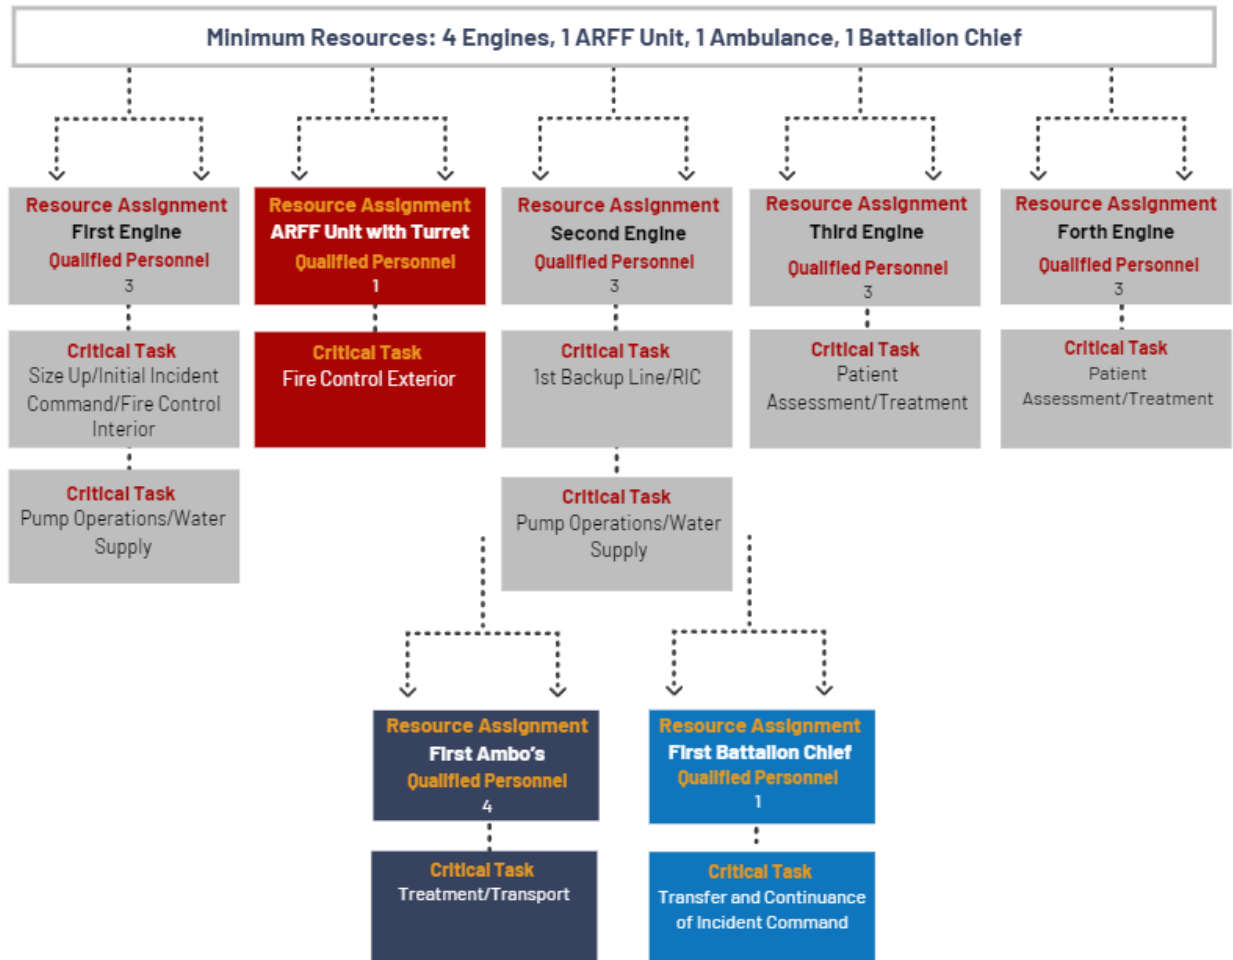 Minimum Resources: 4 Engines, 1 ARFF Unit, 1 Ambulance, 1 Battalion Chief
Resource Assignment
First Engine
Qualified Personnel
3
Critical Task
Size Up/Initial Incident
Command/Fire Control
Interior
Critical Task
Pump Operations/Water
Supply
Resource Assignment
ARFF Unit with Turret
Qualified Personnel
1
Critical Task
Fire Control Exterior
Resource Assignment
Second Engine
Qualified Personnel
3
Critical Task
1st Backup Line/RIC
Critical Task
Pump Operations/Water
Supply
Resource Assignment
Third Engine
Qualified Personnel
3
Critical Task
Patient
Assessment/Treatment
Resource Assignment
Forth Engine
Qualified Personnel
3
Critical Task
Patient
Assessment/Treatment
Resource Assignment
First Ambo's
Qualified Personnel
4
Critical Task
Treatment/Transport
Resource Assignment
First Battalion Chief
Qualified Personnel
1
Critical Task
Transfer and Continuance
of Incident Command